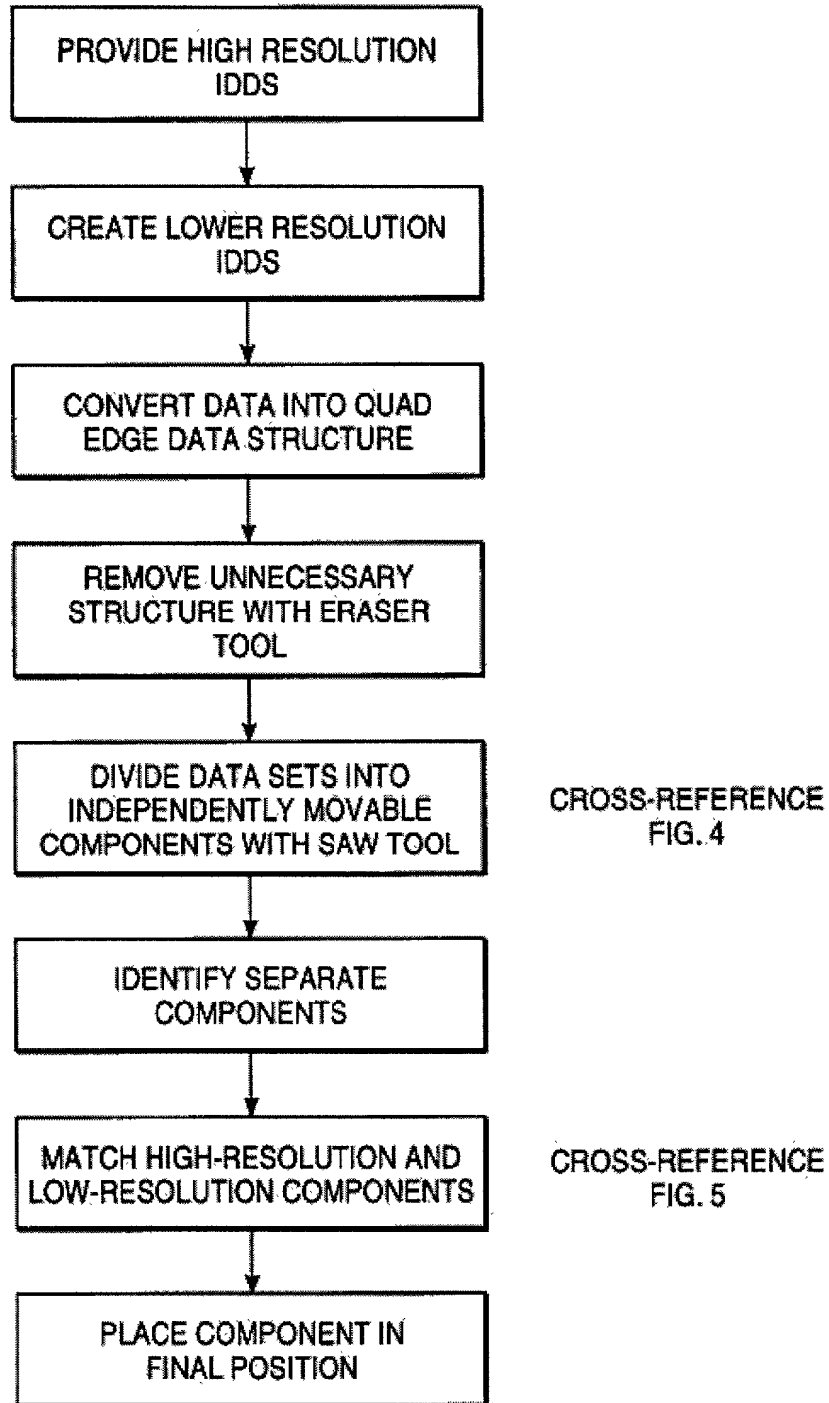 PROVIDE HIGH RESOLUTION
IDDS
CREATE LOWER RESOLUTION
IDDS
CONVERT DATA INTO QUAD
EDGE DATA STRUCTURE
REMOVE UNNECESSARY
STRUCTURE WITH ERASER
TOOL
DIVIDE DATA SETS INTO
INDEPENDENTLY MOVABLE
COMPONENTS WITH SAW TOOL
CROSS-REFERENCE
FIG. 4
IDENTIFY SEPARATE
COMPONENTS
MATCH HIGH-RESOLUTION AND
LOW-RESOLUTION COMPONENTS
CROSS-REFERENCE
FIG. 5
PLACE COMPONENT IN
FINAL POSITION